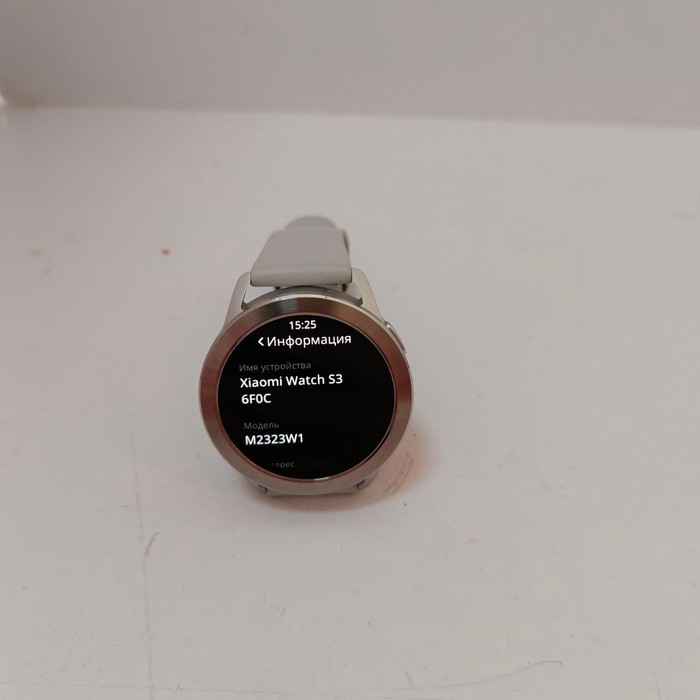 15:25
< Информация
Имя устройства
Xiaomi Watch S3
6F0C
Модель
M2323W1